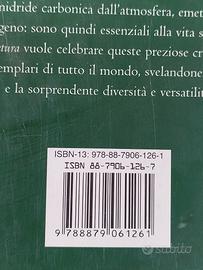 nidride carbonica dall'atmosfera, emet
geno: sono quindi essenziali alla vita s
tura vuole celebrare queste preziose cr
emplari di tutto il mondo, svelandone
e la sorprendente diversità e versatilit
ISBN-13: 978-88-7906-126-1
ISBN 88-7906-126-7
9 788879 061261
subito